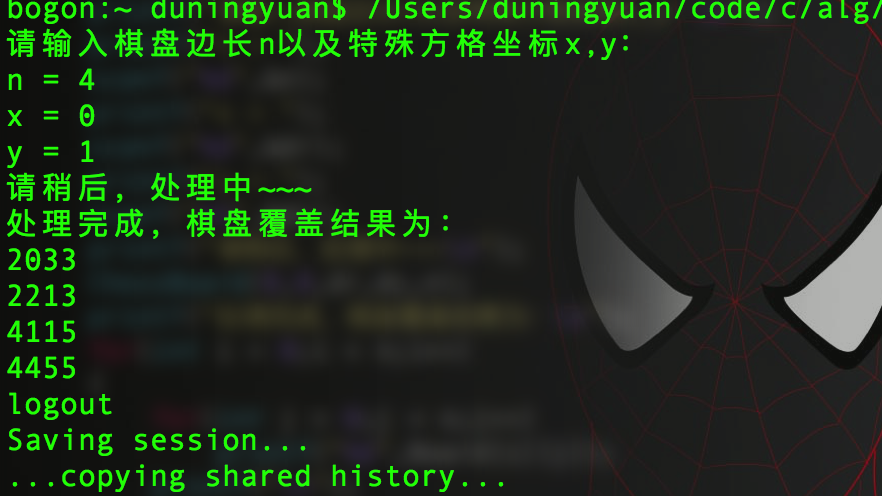 bogon:~ duningyuan$ /Users/duningyuan/code/c/alg/
请输入棋盘边长n以及特殊方格坐标x,y:
n = 4
x = 0
y = 1
请稍后, 处理中~~~
处理完成, 棋盘覆盖结果为:
2033
2213
4115
4455
logout
Saving session...
...copying shared history...